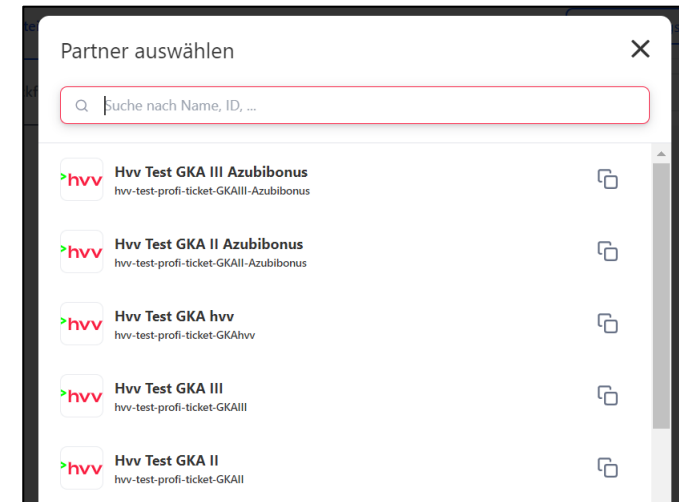 Partner auswählen
Suche nach Name, ID, ...
>hvv
Hvv Test GKA III Azubibonus
hvv-test-profi-ticket-GKAIII-Azubibonus
>hvv
Hvv Test GKA II Azubibonus
hvv-test-profi-ticket-GKAII-Azubibonus
>hvv
Hvv Test GKA hvv
hvv-test-profi-ticket-GKAhvv
>hvv
Hvv Test GKA III
hvv-test-profi-ticket-GKAIII
>hvv
Hvv Test GKA II
hvv-test-profi-ticket-GKAII